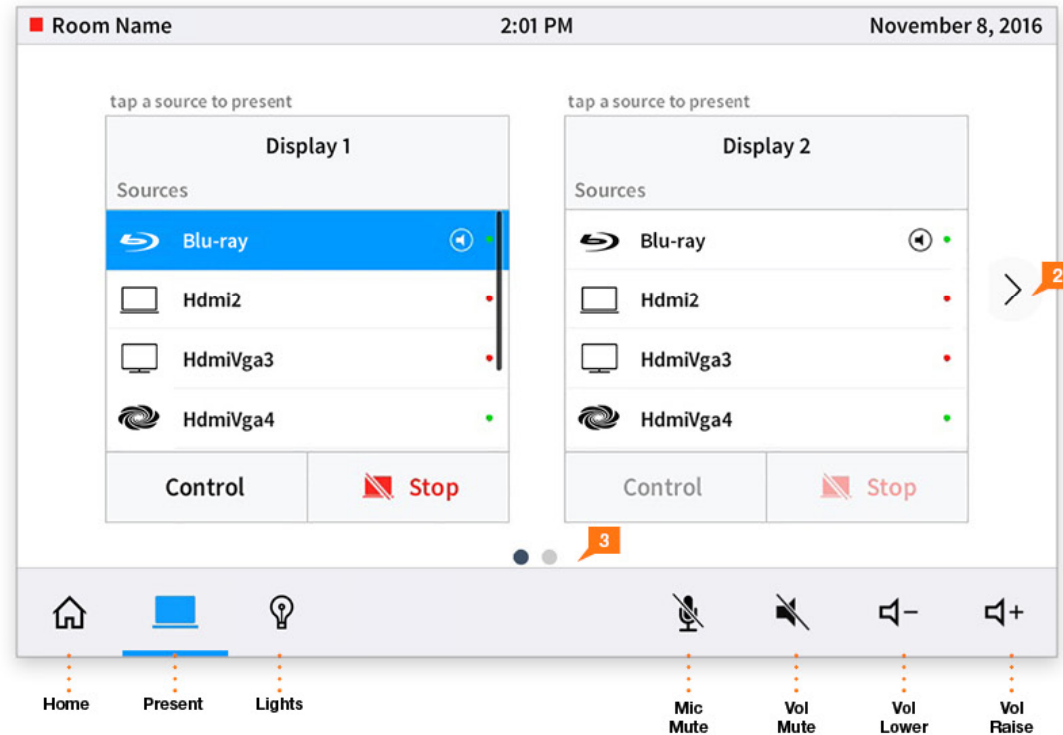 Room Name 2:01 PM November 8, 2016
tap a source to present
Display 1
Sources
Blu-ray
Hdmi2
HdmiVga3
HdmiVga4
Control Stop
tap a source to present
Display 2
Sources
Blu-ray
Hdmi2
HdmiVga3
HdmiVga4
Control Stop
2
3
Home
Present
Lights
Mic
Mute
Vol
Mute
Vol
Lower
Vol
Raise